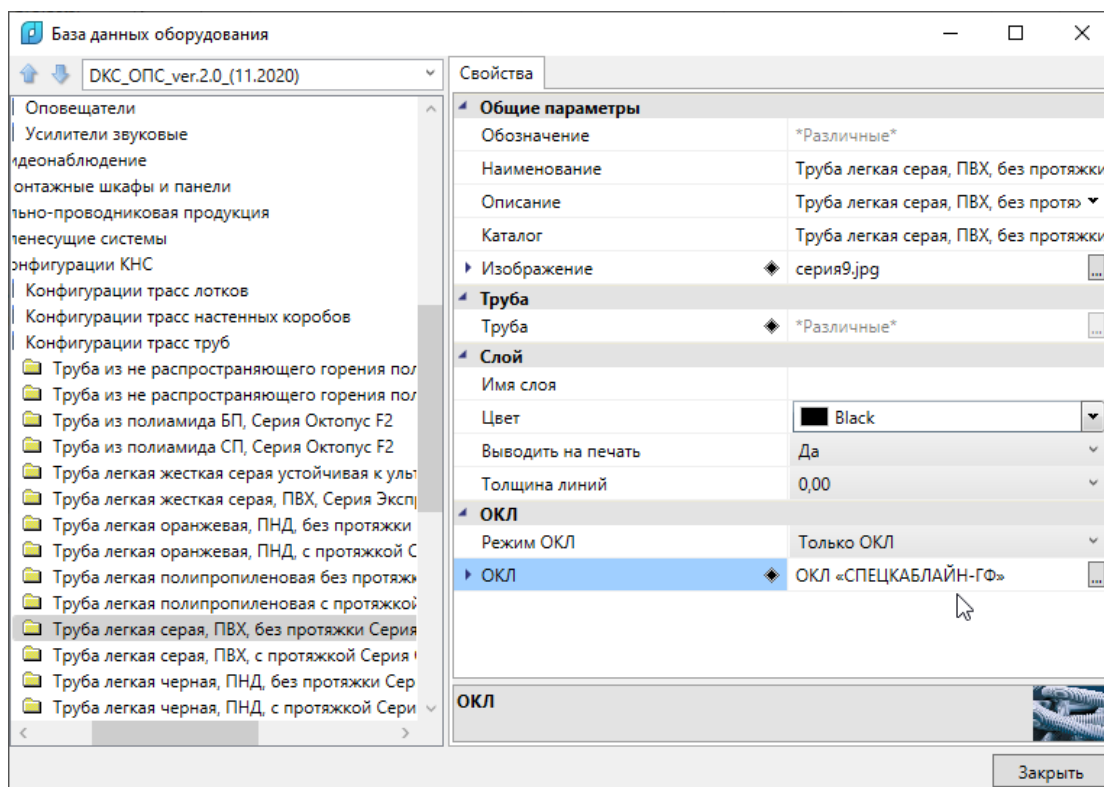 База данных оборудования
DКС_ОПС_ver.2.0_(11.2020)
Оповещатели
Усилители звуковые
идеонаблюдение
онтажные шкафы и панели
льно-проводниковая продукция
ленесущие системы
онфигурации КНС
Конфигурации трасс лотков
Конфигурации трасс настенных коробов
Конфигурации трасс труб
Труба из не распространяющего горения пол
Труба из не распространяющего горения пол
Труба из полиамида БП, Серия Октопус F2
Труба из полиамида СП, Серия Октопус F2
Труба легкая жесткая серая устойчивая к ульт
Труба легкая жесткая серая, ПВХ, Серия Экспр
Труба легкая оранжевая, ПНД, без протяжки
Труба легкая оранжевая, ПНД, с протяжкой С
Труба легкая полипропиленовая без протяжк
Труба легкая полипропиленовая с протяжкой
Труба легкая серая, ПВХ, без протяжки Серия
Труба легкая серая, ПВХ, с протяжкой Серия
Труба легкая черная, ПНД, без протяжки Сер
Труба легкая черная, ПНД, с протяжкой Сери
Свойства
Общие параметры
Обозначение *Различные*
Наименование Труба легкая серая, ПВХ, без протяжки
Описание Труба легкая серая, ПВХ, без протяж
Каталог Труба легкая серая, ПВХ, без протяжки
Изображение серия9.jpg ...
Труба
Труба *Различные* ...
Слой
Имя слоя
Цвет Black
Выводить на печать Да
Толщина линий 0,00
ОКЛ
Режим ОКЛ Только ОКЛ
ОКЛ ОКЛ «СПЕЦКАБЛАЙН-ГФ» ...
ОКЛ
Закрыть